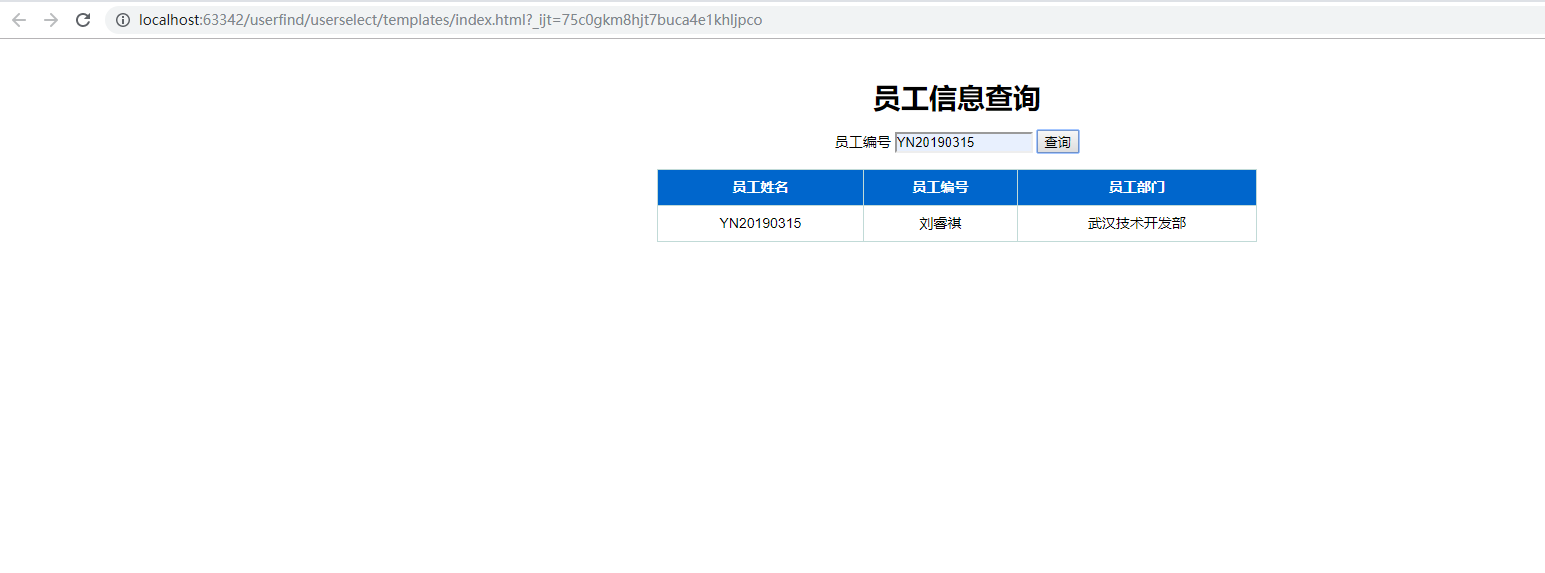 localhost:63342/userfind/userselect/templates/index.html?_ijt=75c0gkm8hjt7buca4e1khljpco
员工信息查询
员工编号 YN20190315 查询
员工姓名 员工编号 员工部门
YN20190315 刘睿祺 武汉技术开发部